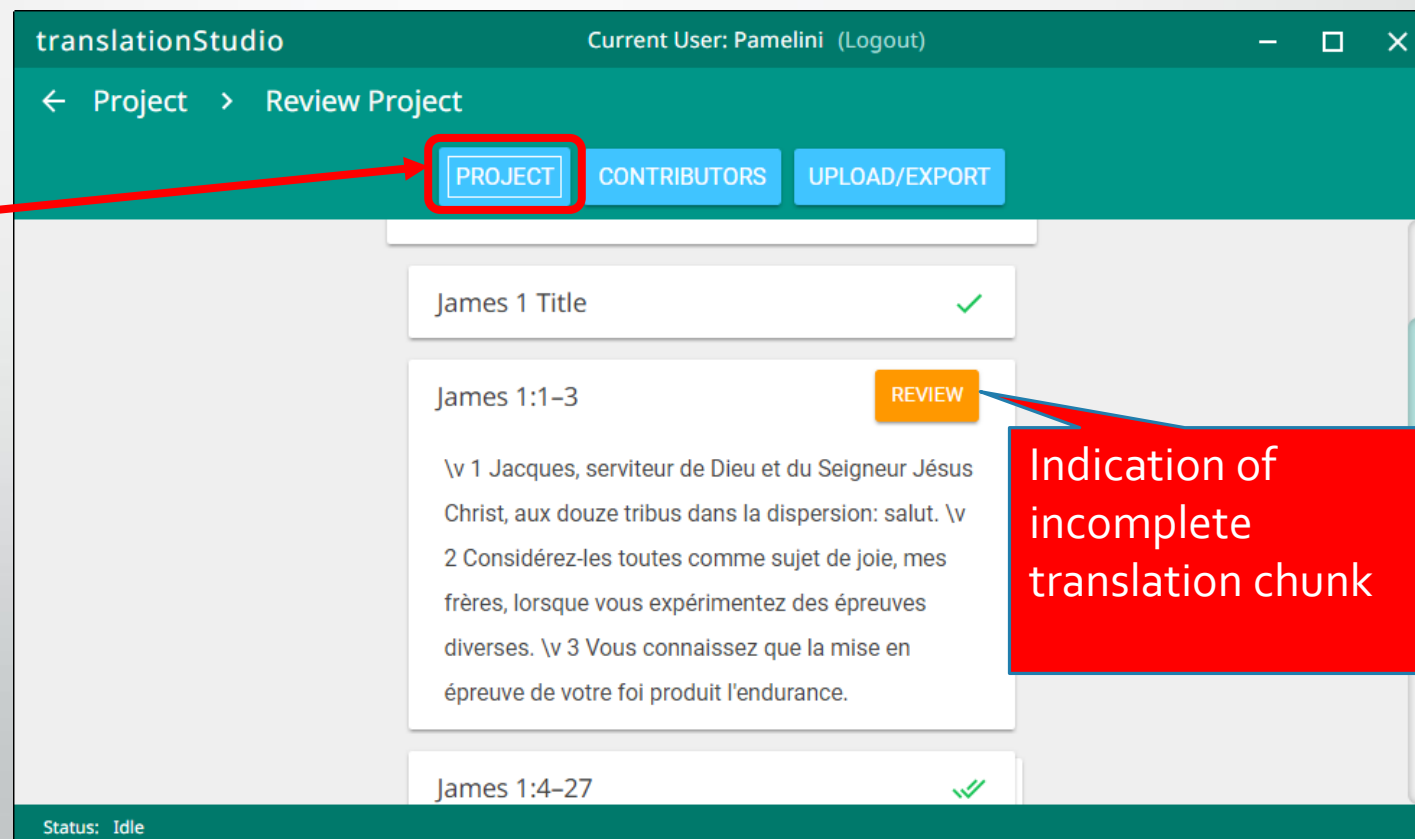 translationStudio
Current User: Pamelini (Logout)
← Project > Review Project
PROJECT
CONTRIBUTORS
UPLOAD/EXPORT
James 1 Title
James 1:1–3
REVIEW
\v 1 Jacques, serviteur de Dieu et du Seigneur Jésus
Christ, aux douze tribus dans la dispersion: salut. \v
2 Considérez-les toutes comme sujet de joie, mes
frères, lorsque vous expérimentez des épreuves
diverses. \v 3 Vous connaissez que la mise en
épreuve de votre foi produit l'endurance.
Indication of
incomplete
translation chunk
James 1:4–27
Status: Idle